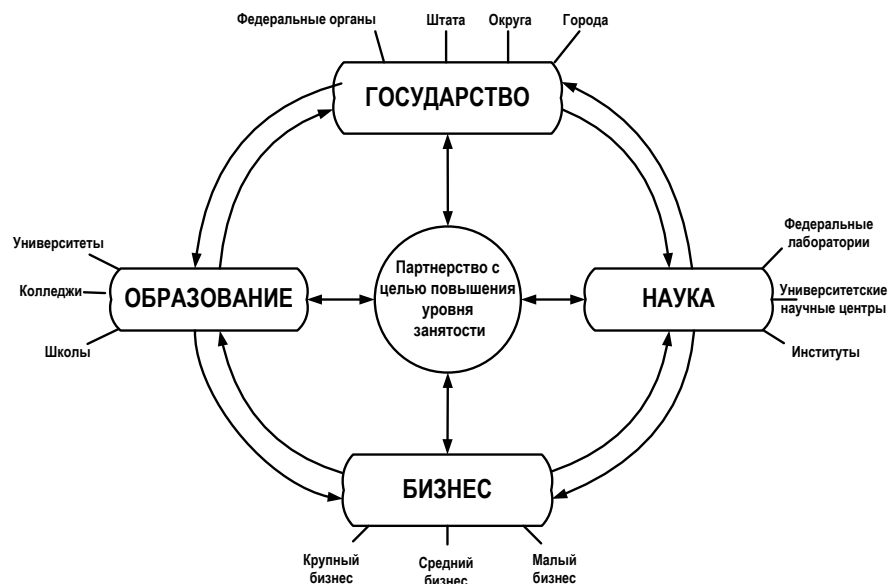 Федеральные органы
Штата
Округа
Города
ГОСУДАРСТВО
Университеты
Колледжи
Школы
ОБРАЗОВАНИЕ
Партнерство с
целью повышения
уровня
занятости
НАУКА
Федеральные
лаборатории
Университетские
научные центры
Институты
БИЗНЕС
Крупный
бизнес
Средний
бизнес
Малый
бизнес